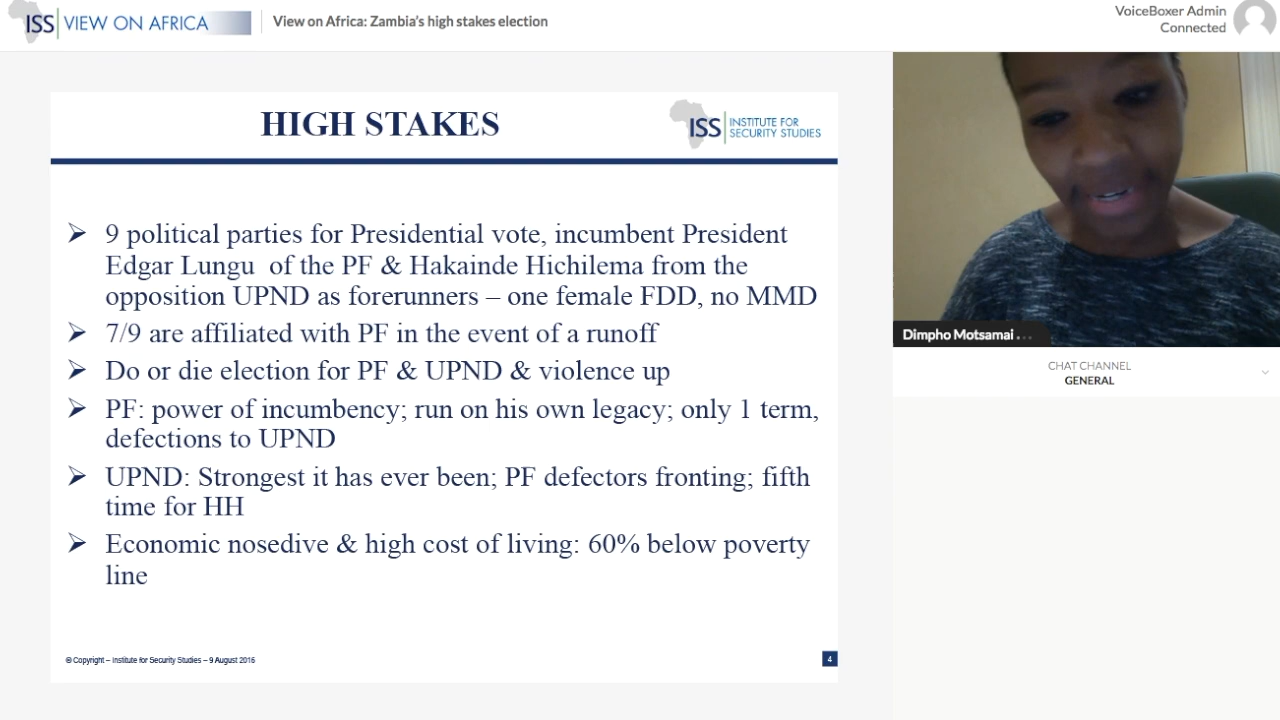 ISS VIEW ON AFRICA
View on Africa: Zambia's high stakes election
VoiceBoxer Admin
Connected
HIGH STAKES
ISS INSTITUTE FOR
SECURITY STUDIES
➢ 9 political parties for Presidential vote, incumbent President
Edgar Lungu of the PF & Hakainde Hichilema from the
opposition UPND as forerunners – one female FDD, no MMD
➢ 7/9 are affiliated with PF in the event of a runoff
➢ Do or die election for PF & UPND & violence up
➢ PF: power of incumbency; run on his own legacy; only 1 term,
defections to UPND
➢ UPND: Strongest it has ever been; PF defectors fronting; fifth
time for HH
➢ Economic nosedive & high cost of living: 60% below poverty
line
© Copyright – Institute for Security Studies – 9 August 2016
4
Dimpho Motsamai ...
CHAT CHANNEL
GENERAL